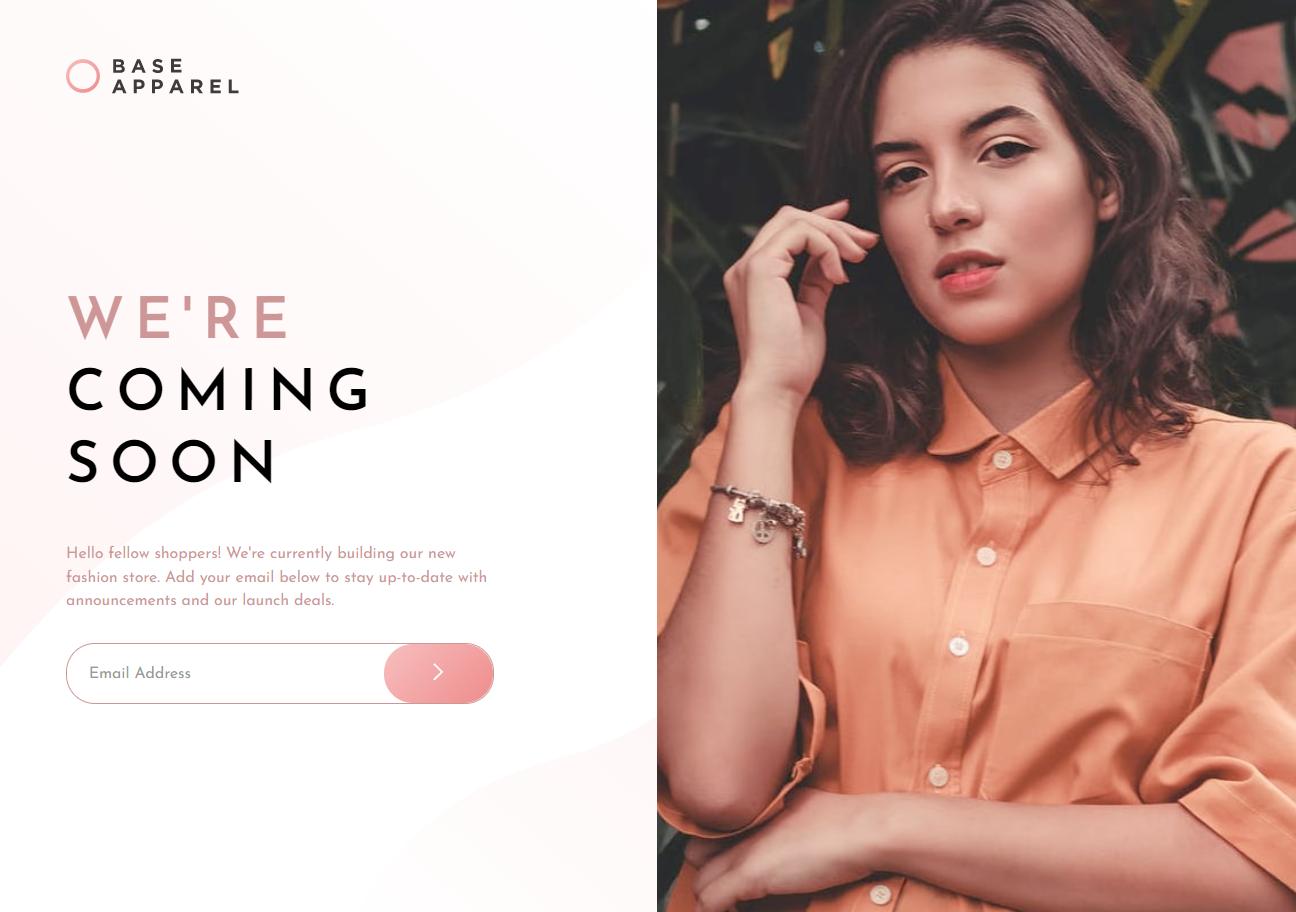 BASE
APPAREL
WE'RE
COMING
SOON
Hello fellow shoppers! We're currently building our new
fashion store. Add your email below to stay up-to-date with
announcements and our launch deals.
Email Address